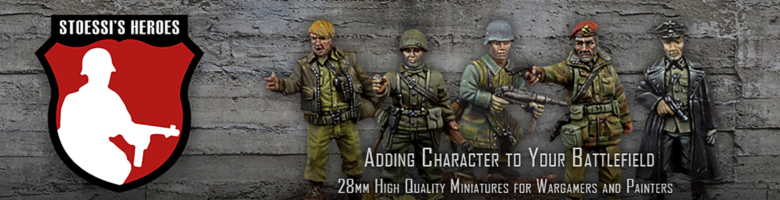 STOESSI'S HEROES
ADDING CHARACTER TO YOUR BATTLEFIELD
28MM HIGH QUALITY MINIATURES FOR WARGAMERS AND PAINTERS